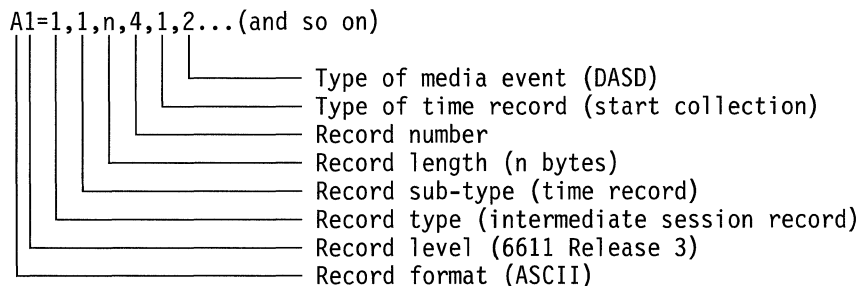 A1=1,1,n,4,1,2...(and so on)
Type of media event (DASD)
Type of time record (start collection)
Record number
Record length (n bytes)
Record sub-type (time record)
Record type (intermediate session record)
Record level (6611 Release 3)
Record format (ASCII)